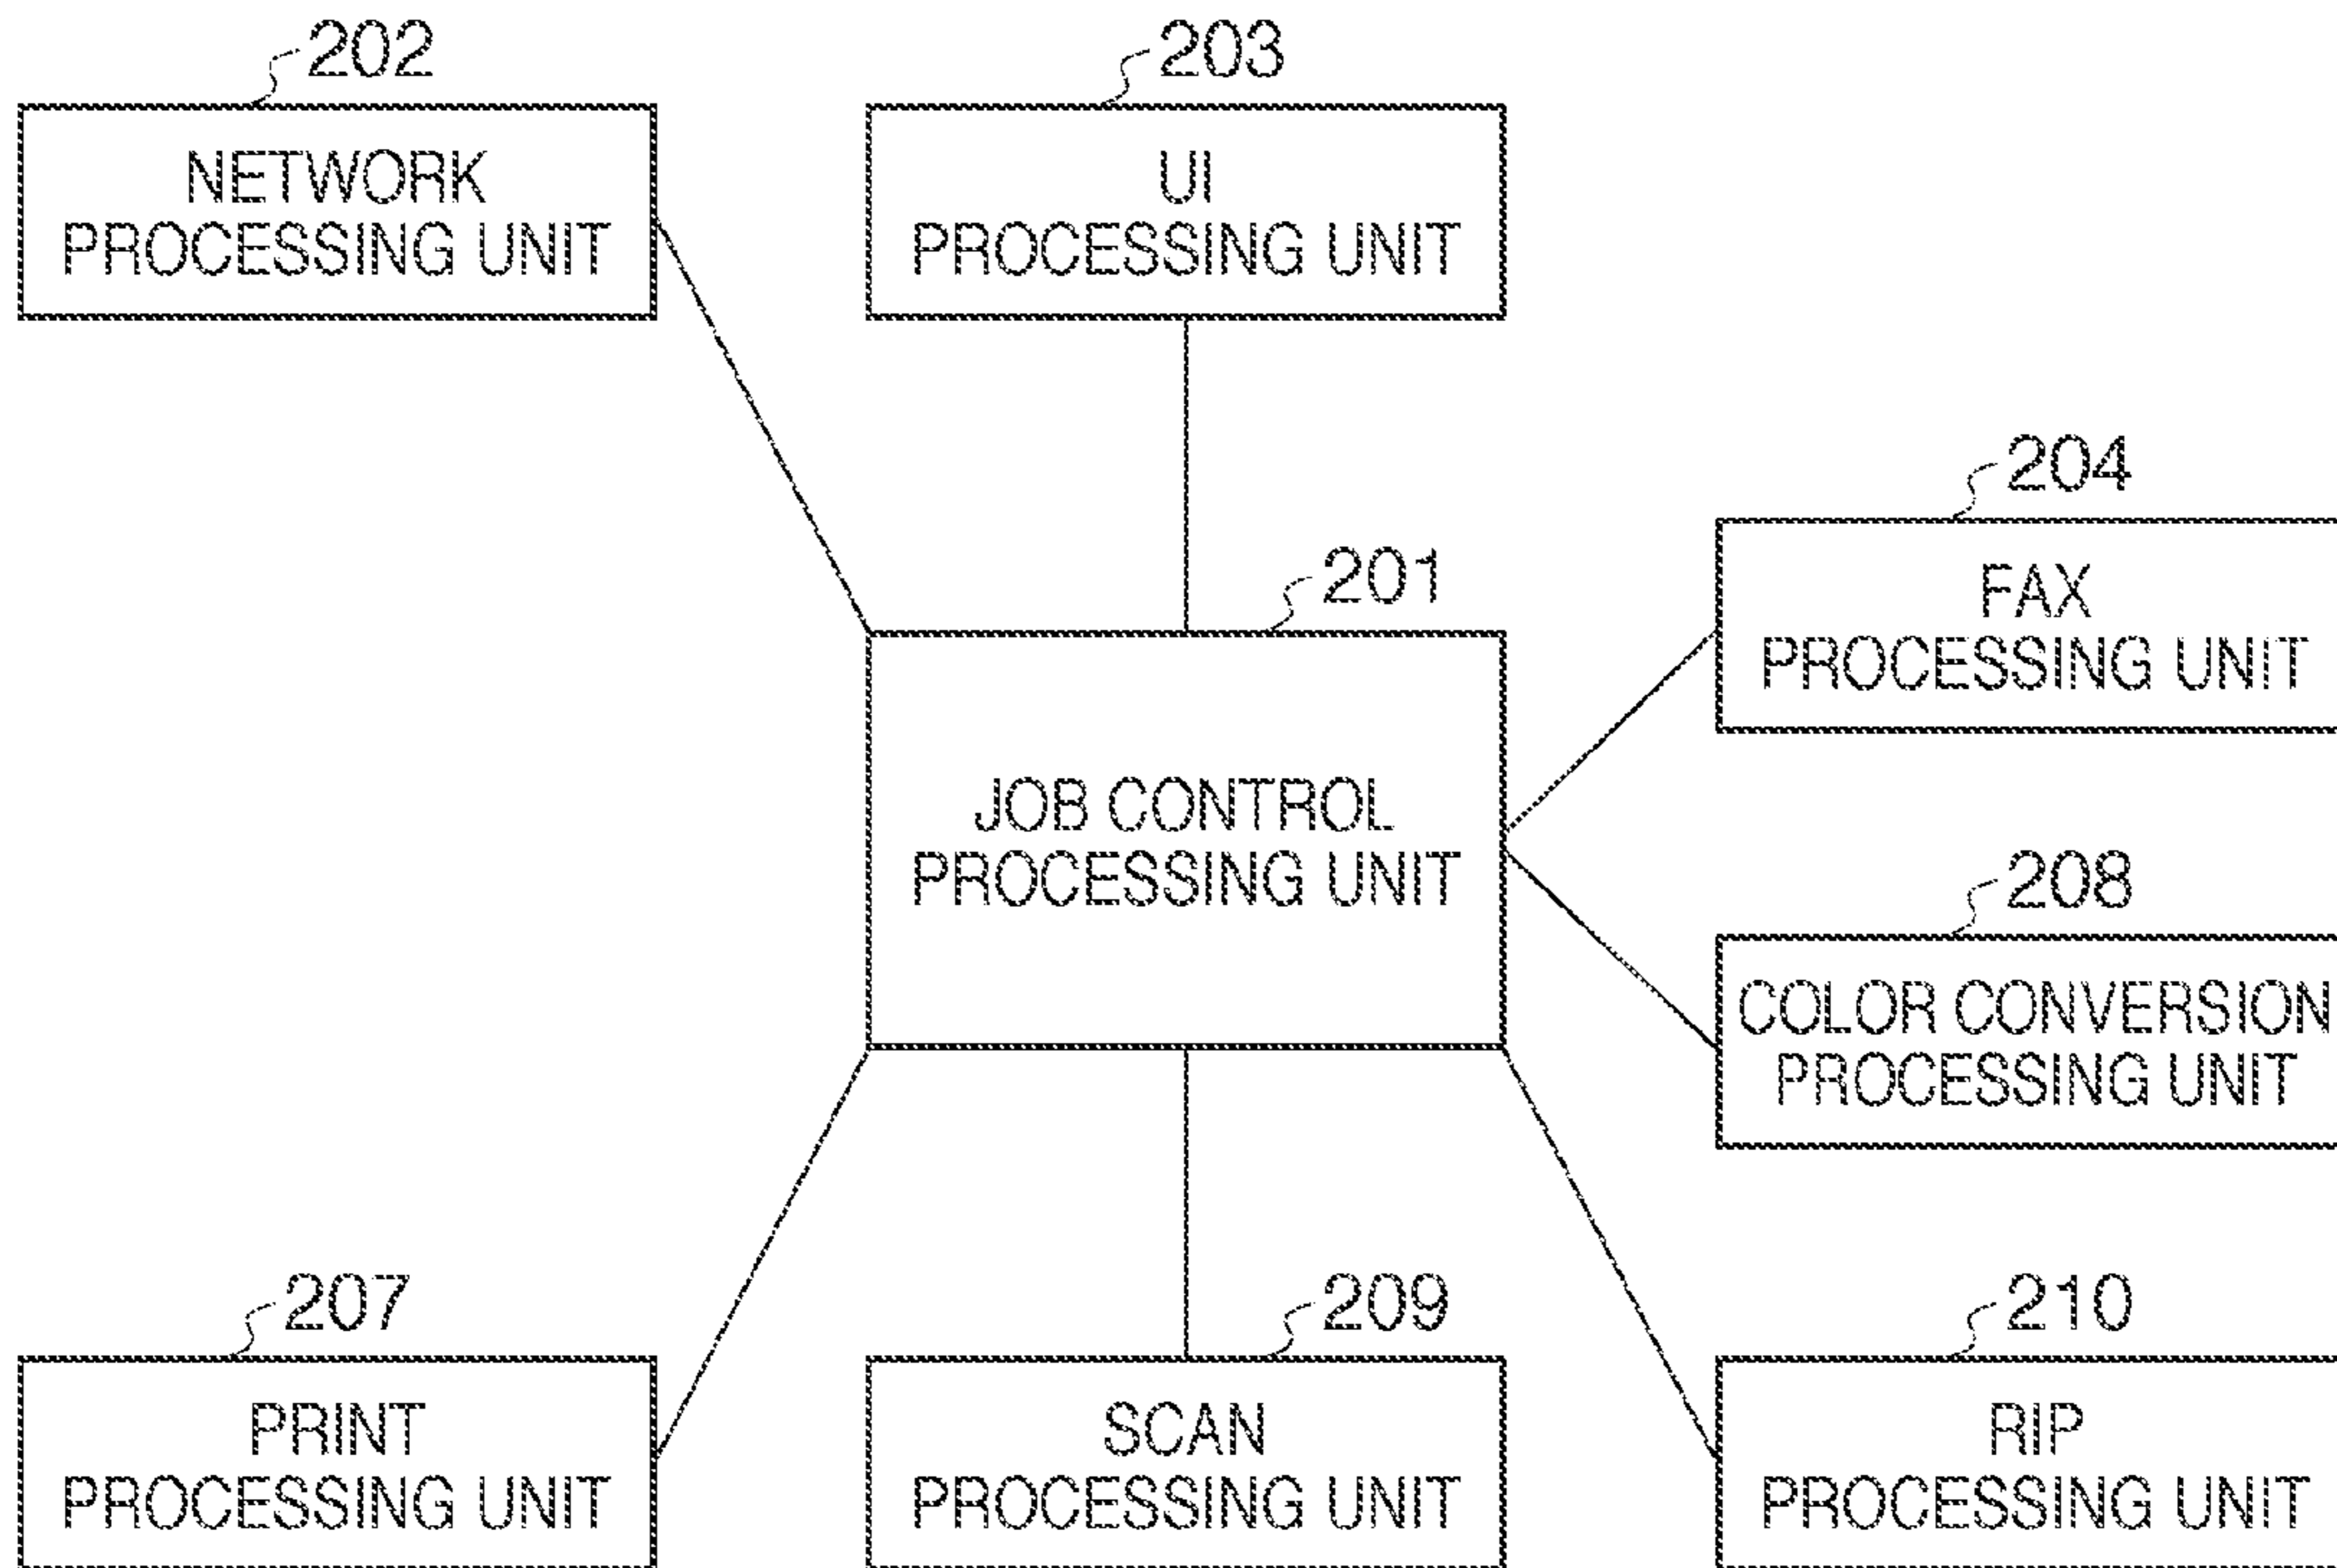 202
NETWORK
PROCESSING UNIT
203
UI
PROCESSING UNIT
204
FAX
PROCESSING UNIT
201
JOB CONTROL
PROCESSING UNIT
208
COLOR CONVERSION
PROCESSING UNIT
207
PRINT
PROCESSING UNIT
209
SCAN
PROCESSING UNIT
210
RIP
PROCESSING UNIT